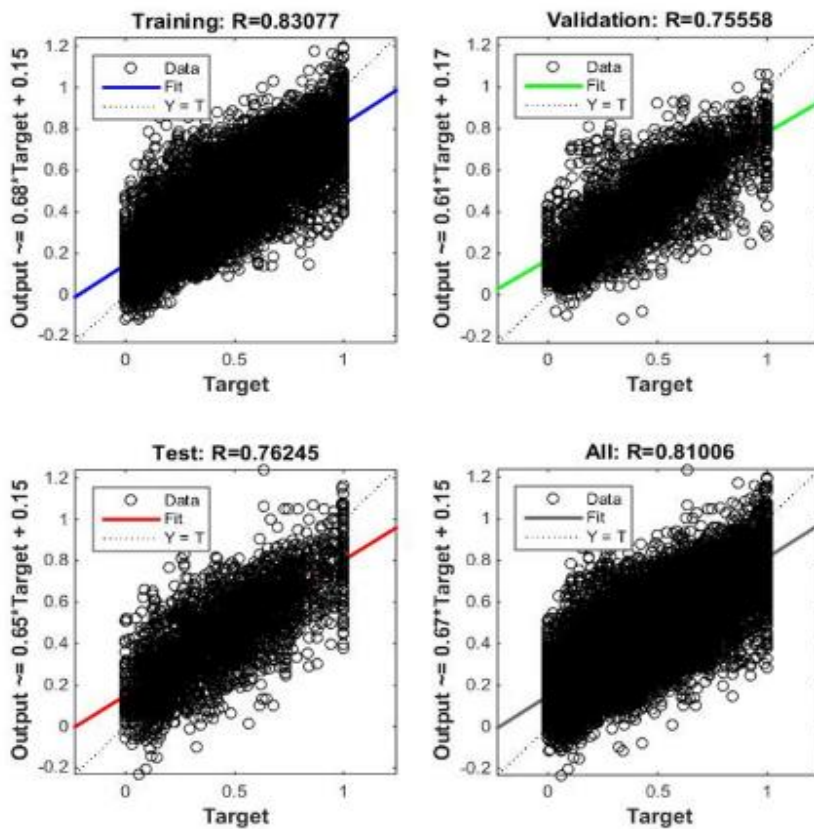 Training: R=0.83077
Output ~= 0.68*Target + 0.15
1.2
1
0.8
0.6
0.4
0.2
0
-0.2
Data
Fit
Y = T
0
0.5
1
Target
Validation: R=0.75558
Output ~= 0.61*Target + 0.17
1.2
1
0.8
0.6
0.4
0.2
0
-0.2
Data
Fit
Y = T
0
0.5
1
Target
Test: R=0.76245
Output ~= 0.65*Target + 0.15
1.2
1
0.8
0.6
0.4
0.2
0
-0.2
Data
Fit
Y = T
0
0.5
1
Target
All: R=0.81006
Output ~= 0.67*Target + 0.15
1.2
1
0.8
0.6
0.4
0.2
0
-0.2
Data
Fit
Y = T
0
0.5
1
Target